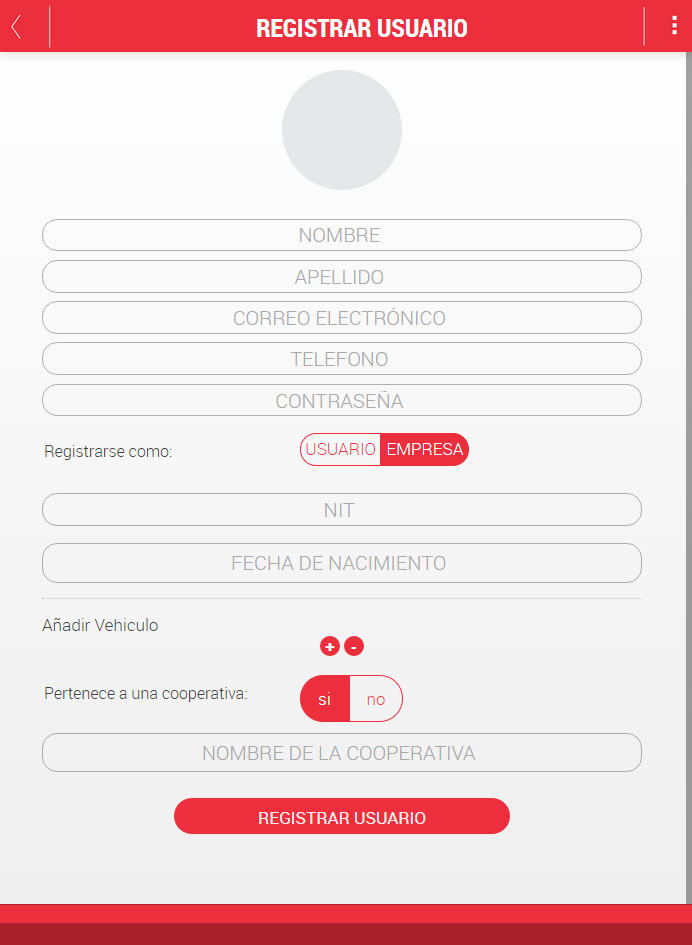 REGISTRAR USUARIO
NOMBRE
APELLIDO
CORREO ELECTRÓNICO
TELEFONO
CONTRASEÑA
Registrarse como: USUARIO EMPRESA
NIT
FECHA DE NACIMIENTO
Añadir Vehiculo
+ -
Pertenece a una cooperativa: si no
NOMBRE DE LA COOPERATIVA
REGISTRAR USUARIO